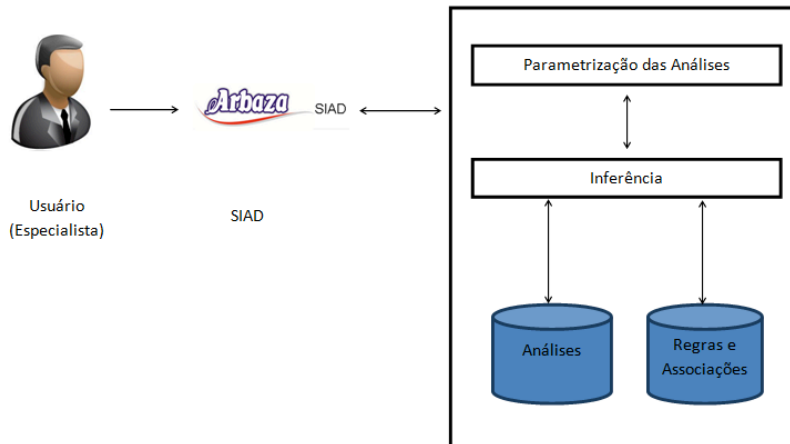 Parametrização das Análises
Arbaza SIAD
Inferência
Usuário
(Especialista)
SIAD
Análises
Regras e
Associações